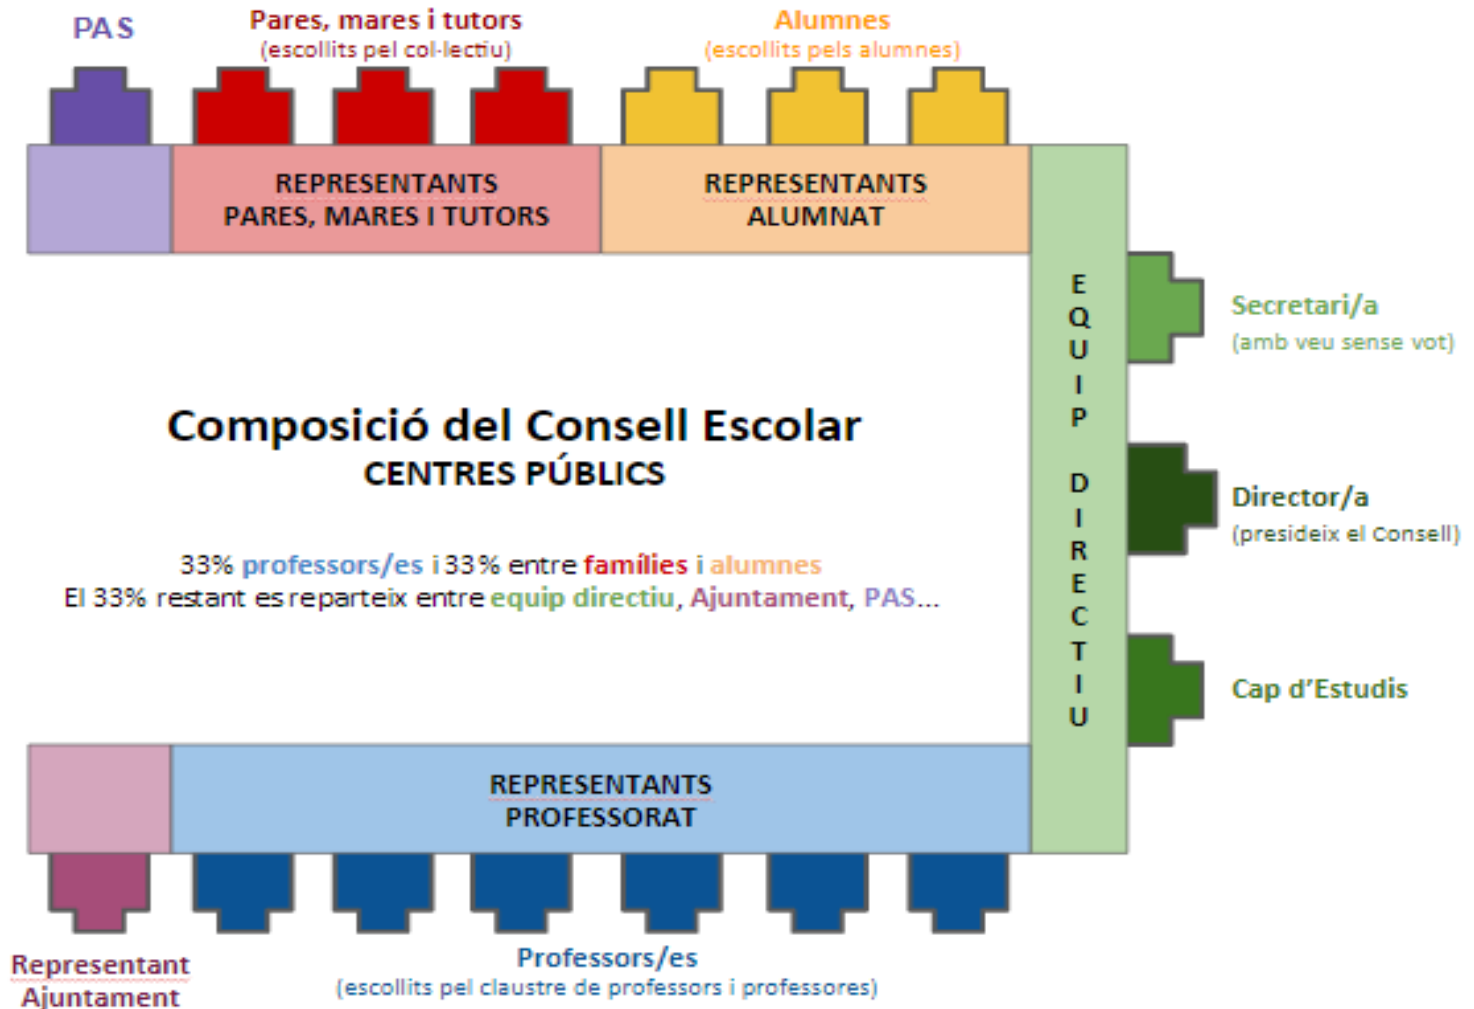 PAS
Pares, mares i tutors
(escollits pel col·lectiu)
Alumnes
(escollits pels alumnes)
REPRESENTANTS
PARES, MARES I TUTORS
REPRESENTANTS
ALUMNAT
EQUIP DIRECTIU
Secretari/a
(amb veu sense vot)
Director/a
(presideix el Consell)
Cap d'Estudis
Composició del Consell Escolar
CENTRES PÚBLICS
33% professors/es i 33% entre famílies i alumnes
El 33% restant es reparteix entre equip directiu, Ajuntament, PAS...
REPRESENTANTS
PROFESSORAT
Representant
Ajuntament
Professors/es
(escollits pel claustre de professors i professores)